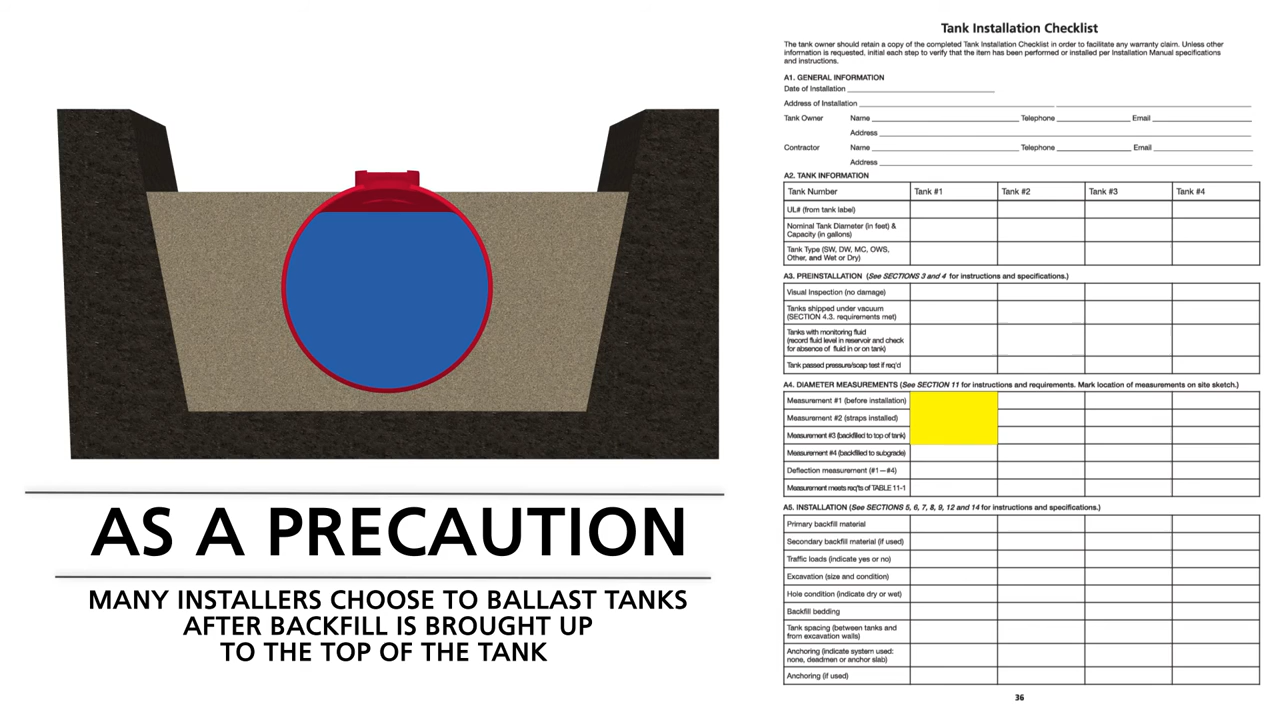 AS A PRECAUTION
MANY INSTALLERS CHOOSE TO BALLAST TANKS
AFTER BACKFILL IS BROUGHT UP
TO THE TOP OF THE TANK
Tank Installation Checklist
The tank owner should retain a copy of the completed Tank Installation Checklist in order to facilitate any warranty claim. Unless other
information is requested, initial each step to verify that the item has been performed or installed per Installation Manual specifications
and instructions.
A1. GENERAL INFORMATION
Date of Installation
Address of Installation
Tank Owner Name Telephone Email
Address
Contractor Name Telephone Email
Address
A2. TANK INFORMATION
Tank Number Tank #1 Tank #2 Tank #3 Tank #4
UL# (from tank label)
Nominal Tank Diameter (in feet) &
Capacity (in gallons)
Tank Type (SW, DW, MC, OWS,
Other, and Wet or Dry)
A3. PREINSTALLATION (See SECTIONS 3 and 4 for instructions and specifications.)
Visual Inspection (no damage)
Tanks shipped under vacuum
(SECTION 4.3. requirements met)
Tanks with monitoring fluid
(record fluid level in reservoir and check
for absence of fluid in or on tank)
Tank passed pressure/soap test if req'd
A4. DIAMETER MEASUREMENTS (See SECTION 11 for instructions and requirements. Mark location of measurements on site sketch.)
Measurement #1 (before installation)
Measurement #2 (straps installed)
Measurement #3 (backfilled to top of tank)
Measurement #4 (backfilled to subgrade)
Deflection measurement (#1—#4)
Measurement meets req'ts of TABLE 11-1
A5. INSTALLATION (See SECTIONS 5, 6, 7, 8, 9, 12 and 14 for instructions and specifications.)
Primary backfill material
Secondary backfill material (if used)
Traffic loads (indicate yes or no)
Excavation (size and condition)
Hole condition (indicate dry or wet)
Backfill bedding
Tank spacing (between tanks and
from excavation walls)
Anchoring (indicate system used:
none, deadmen or anchor slab)
Anchoring (if used)
36